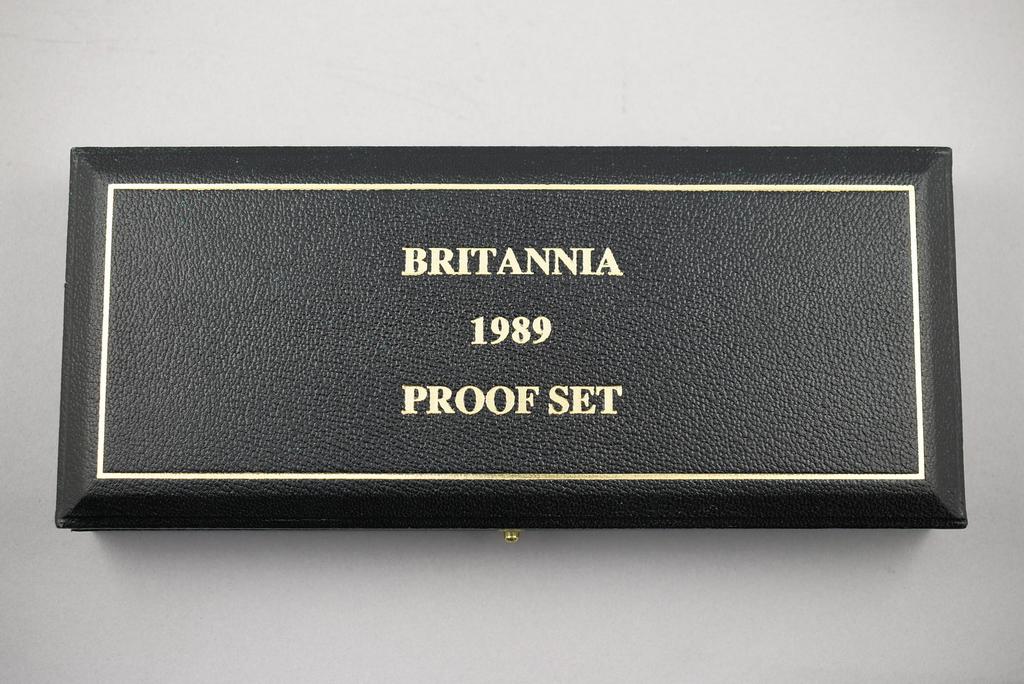 BRITANNIA
1989
PROOF SET